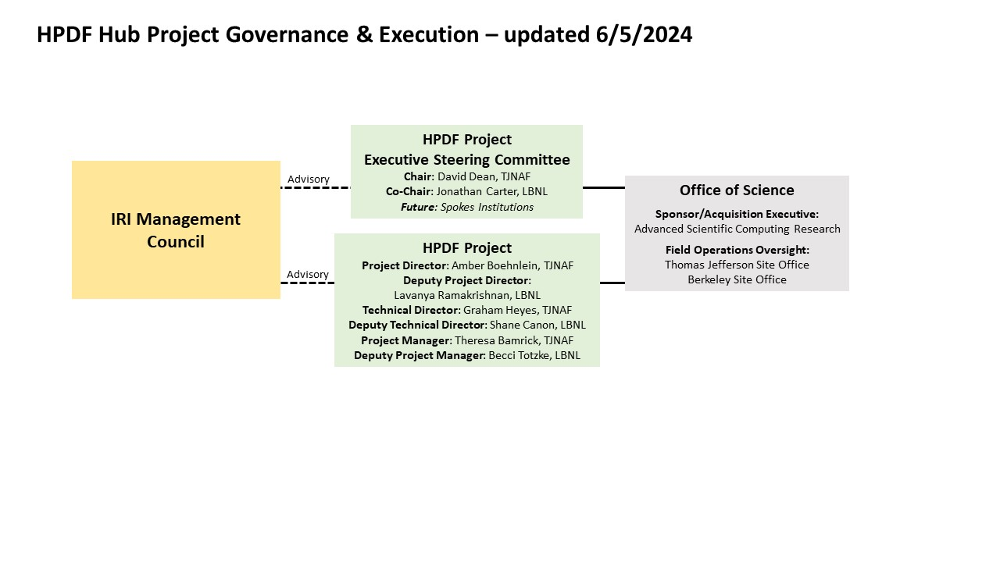 HPDF Hub Project Governance & Execution – updated 6/5/2024
IRI Management
Council
Advisory
Advisory
HPDF Project
Executive Steering Committee
Chair: David Dean, TJNAF
Co-Chair: Jonathan Carter, LBNL
Future: Spokes Institutions
HPDF Project
Project Director: Amber Boehnlein, TJNAF
Deputy Project Director:
Lavanya Ramakrishnan, LBNL
Technical Director: Graham Heyes, TJNAF
Deputy Technical Director: Shane Canon, LBNL
Project Manager: Theresa Bamrick, TJNAF
Deputy Project Manager: Becci Totzke, LBNL
Office of Science
Sponsor/Acquisition Executive:
Advanced Scientific Computing Research
Field Operations Oversight:
Thomas Jefferson Site Office
Berkeley Site Office